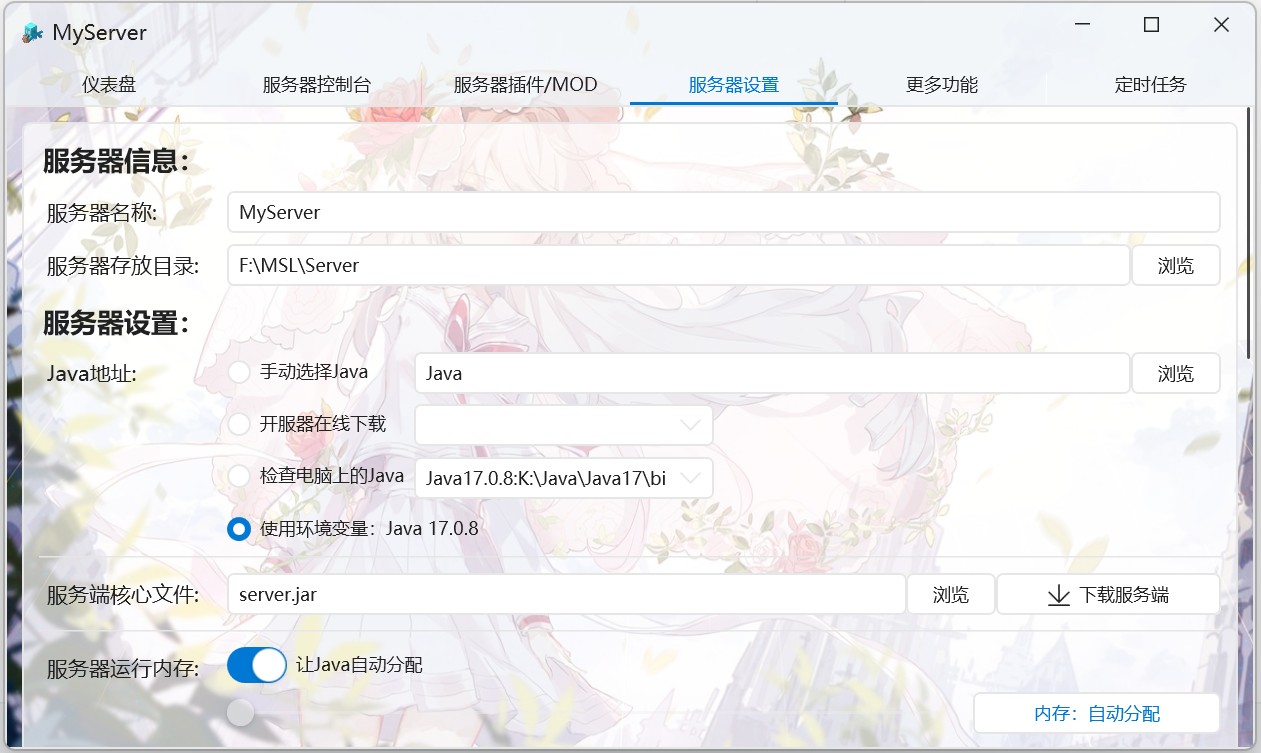 MyServer
仪表盘 服务器控制台 服务器插件/MOD 服务器设置 更多功能 定时任务
服务器信息：
服务器名称: MyServer
服务器存放目录: F:\MSL\Server 浏览
服务器设置：
Java地址: 手动选择Java Java 浏览
开服器在线下载
检查电脑上的Java Java17.0.8:K:\Java\Java17\bi
使用环境变量：Java 17.0.8
服务端核心文件: server.jar 浏览 下载服务端
服务器运行内存: 让Java自动分配
内存：自动分配